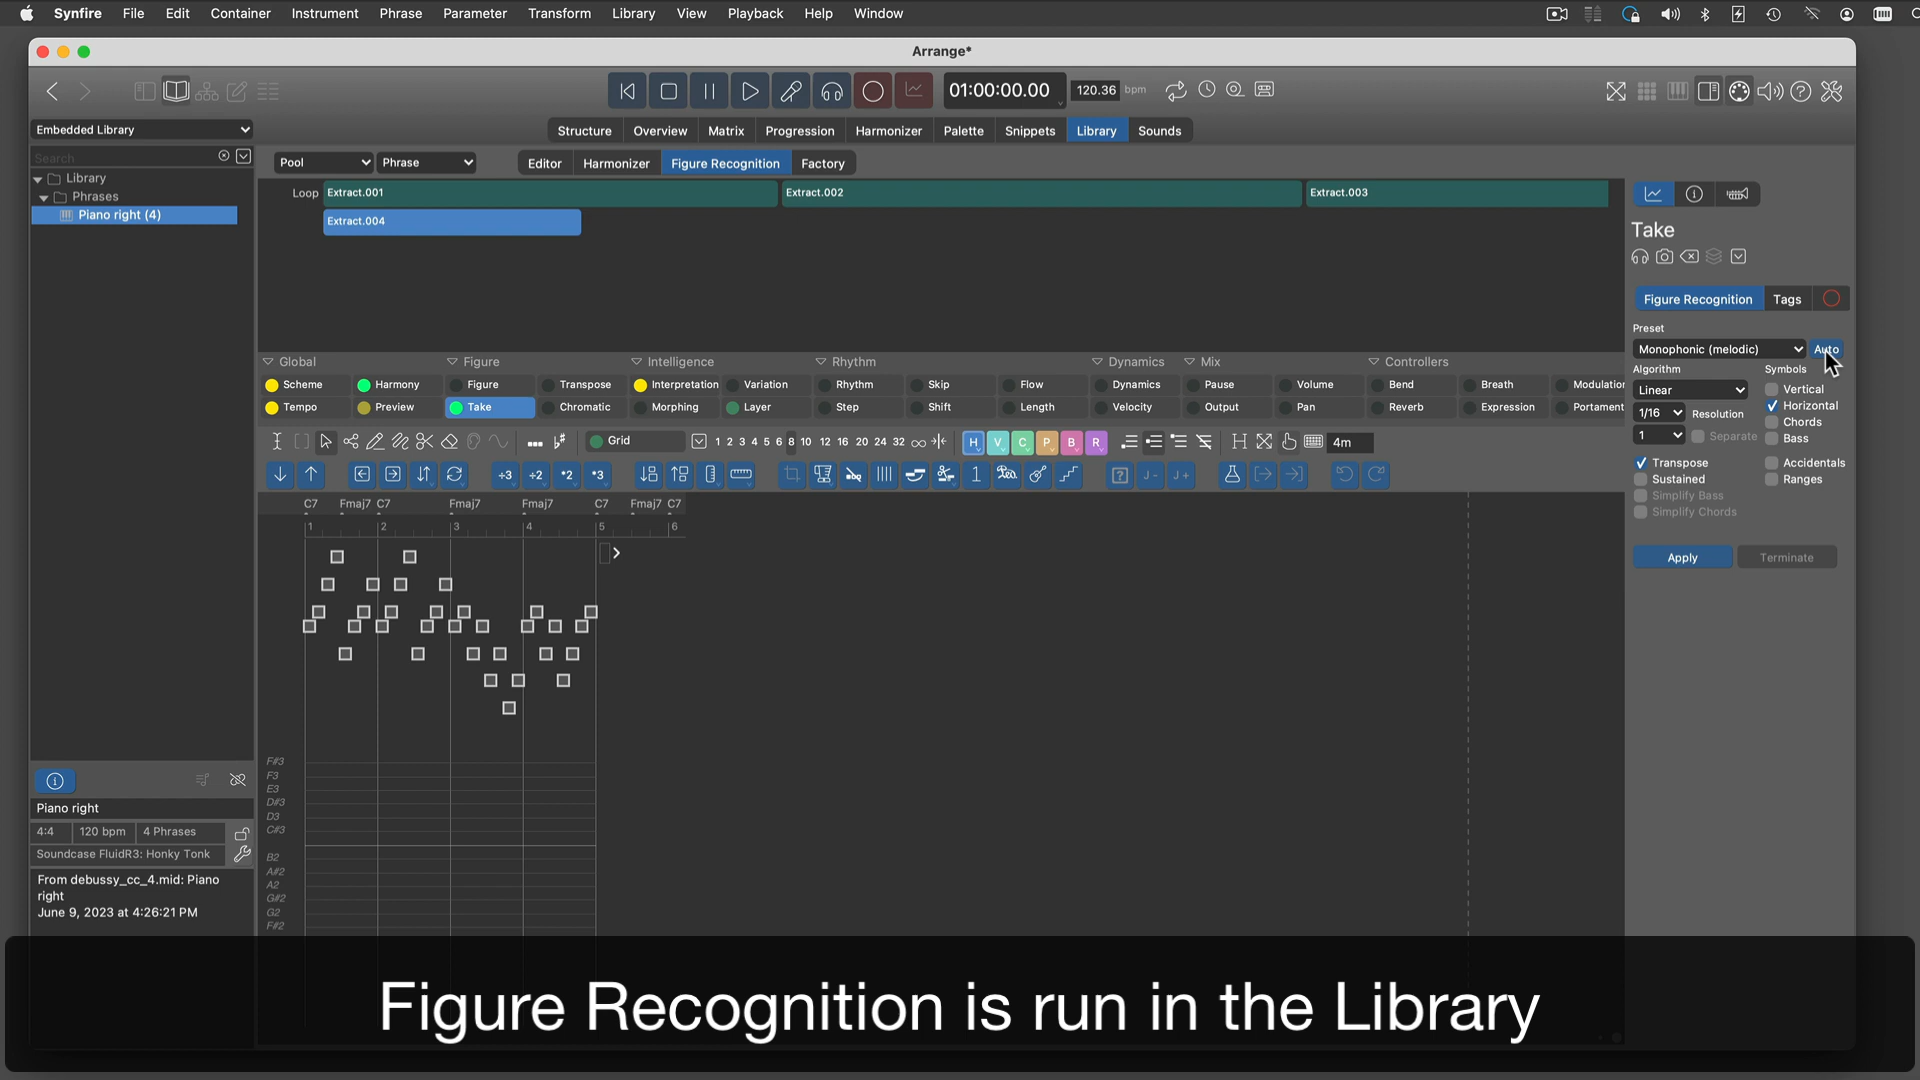 Synfire File Edit Container Instrument Phrase Parameter Transform Library View Playback Help Window
Arrange*
01:00:00.00 120.36 bpm
Embedded Library
Structure Overview Matrix Progression Harmonizer Palette Snippets Library Sounds
Search
Pool Phrase Editor Harmonizer Figure Recognition Factory
Library
Phrases
Piano right (4)
Loop Extract.001 Extract.002 Extract.003
Extract.004
Take
Figure Recognition Tags
Preset
Monophonic (melodic) Auto
Algorithm Symbols
Linear Vertical
Horizontal
1/16 Resolution
Chords
1 Separate Bass
Transpose Accidentals
Sustained Ranges
Simplify Bass
Simplify Chords
Apply Terminate
Global Figure Intelligence Rhythm Dynamics Mix Controllers
Scheme Harmony Figure Transpose Interpretation Variation Rhythm Skip Flow Dynamics Pause Volume Bend Breath Modulation
Tempo Preview Take Chromatic Morphing Layer Step Shift Length Velocity Output Pan Reverb Expression Portament
Grid 1 2 3 4 5 6 8 10 12 16 20 24 32 ∞ H V C P B R 4m
÷3 ÷2 *2 *3 1 ? J- J+
C7 Fmaj7 C7 Fmaj7 Fmaj7 C7 Fmaj7 C7
1 2 3 4 5 6
F#3
F3
E3
D#3
D3
C#3
B2
A#2
A2
G#2
G2
F#2
Piano right
4:4 120 bpm 4 Phrases
Soundcase FluidR3: Honky Tonk
From debussy_cc_4.mid: Piano
right
June 9, 2023 at 4:26:21 PM
Figure Recognition is run in the Library